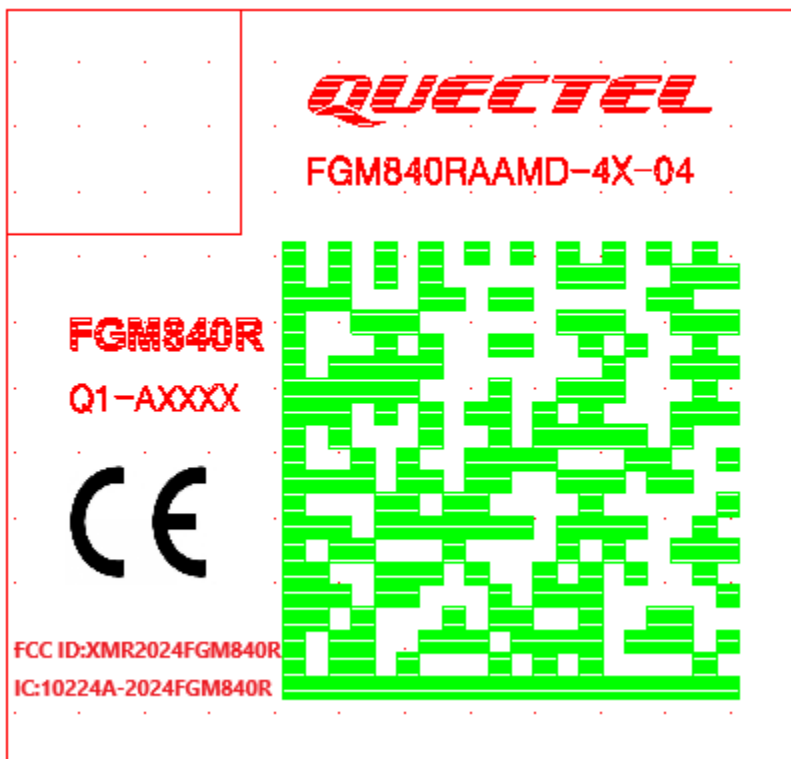 QUECTEL
FGM840RAAMD-4X-04
FGM840R
Q1-AXXXX
CE
FCC ID:XMR2024FGM840R
IC:10224A-2024FGM840R